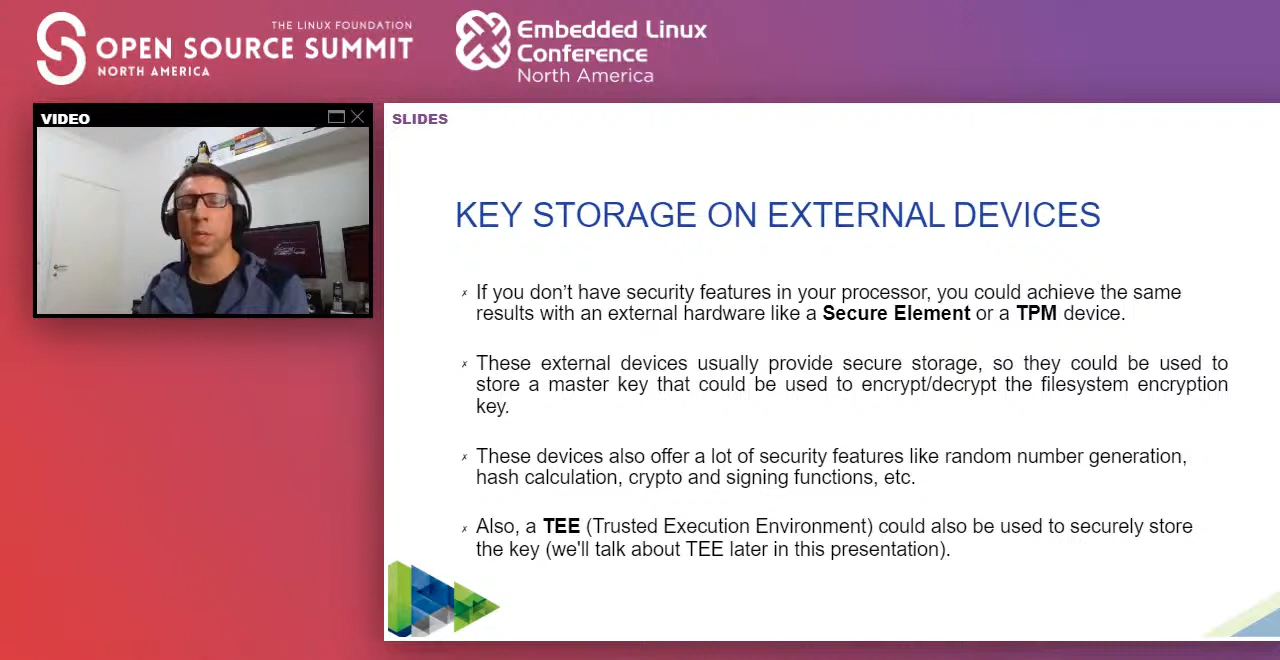 THE LINUX FOUNDATION
OPEN SOURCE SUMMIT
NORTH AMERICA
Embedded Linux
Conference
North America
VIDEO
SLIDES
KEY STORAGE ON EXTERNAL DEVICES
✗ If you don’t have security features in your processor, you could achieve the same
results with an external hardware like a Secure Element or a TPM device.
✗ These external devices usually provide secure storage, so they could be used to
store a master key that could be used to encrypt/decrypt the filesystem encryption
key.
✗ These devices also offer a lot of security features like random number generation,
hash calculation, crypto and signing functions, etc.
✗ Also, a TEE (Trusted Execution Environment) could also be used to securely store
the key (we'll talk about TEE later in this presentation).